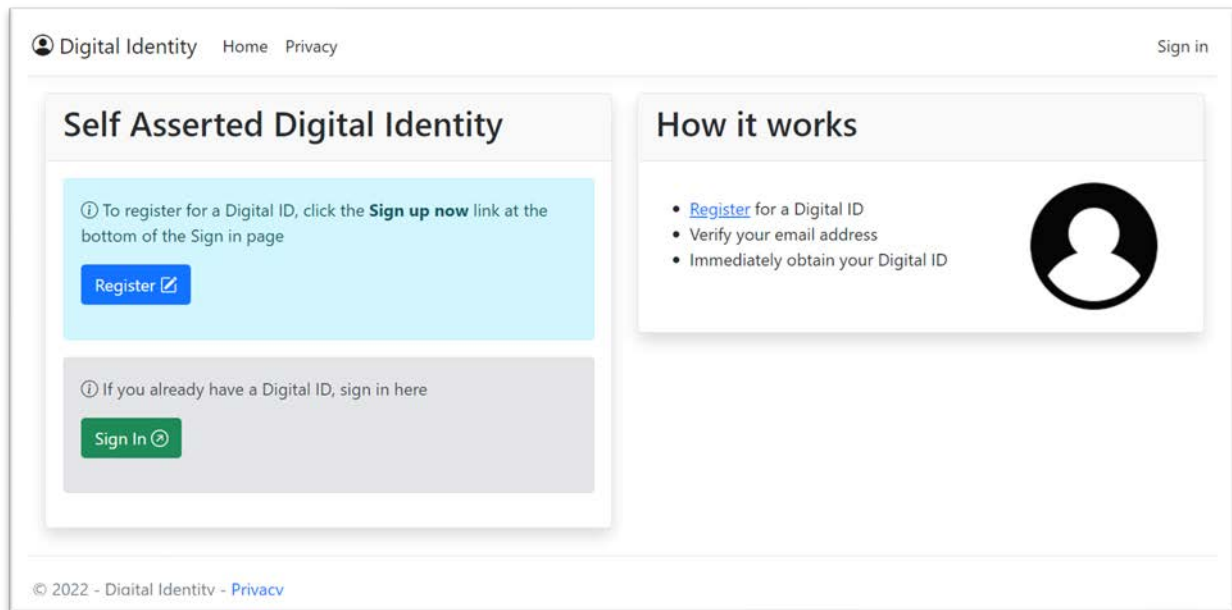 Digital Identity Home Privacy Sign in
Self Asserted Digital Identity
To register for a Digital ID, click the Sign up now link at the
bottom of the Sign in page
Register
If you already have a Digital ID, sign in here
Sign In
How it works
Register for a Digital ID
Verify your email address
Immediately obtain your Digital ID
© 2022 - Digital Identity - Privacy